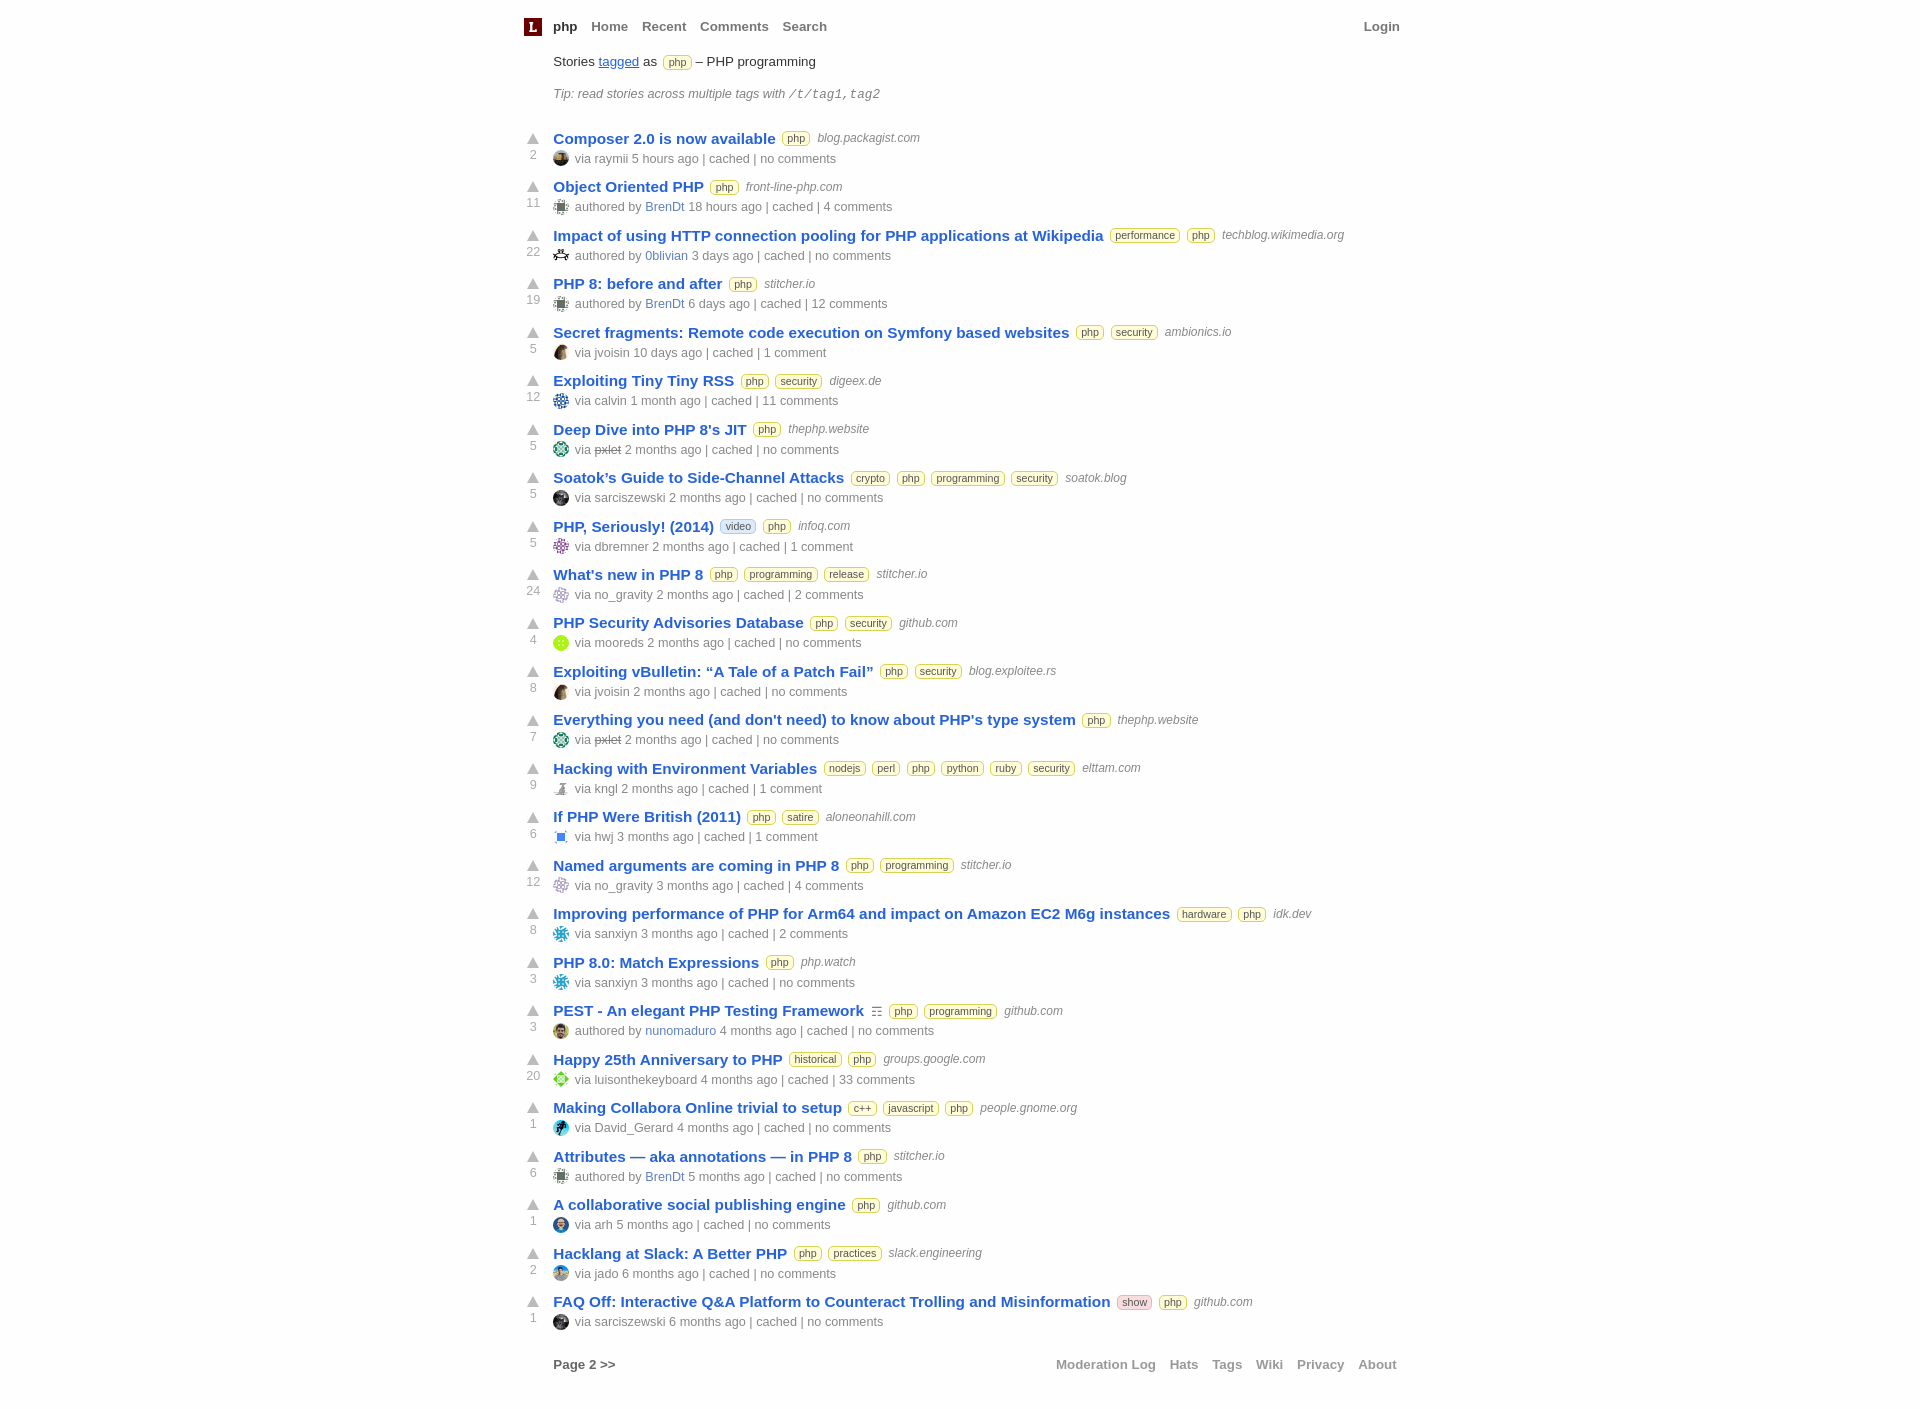 L php Home Recent Comments Search Login
Stories tagged as php – PHP programming
Tip: read stories across multiple tags with /t/tag1,tag2
Composer 2.0 is now available php blog.packagist.com
2 via raymii 5 hours ago | cached | no comments
Object Oriented PHP php front-line-php.com
11 authored by BrenDt 18 hours ago | cached | 4 comments
Impact of using HTTP connection pooling for PHP applications at Wikipedia performance php techblog.wikimedia.org
22 authored by 0blivian 3 days ago | cached | no comments
PHP 8: before and after php stitcher.io
19 authored by BrenDt 6 days ago | cached | 12 comments
Secret fragments: Remote code execution on Symfony based websites php security ambionics.io
5 via jvoisin 10 days ago | cached | 1 comment
Exploiting Tiny Tiny RSS php security digeex.de
12 via calvin 1 month ago | cached | 11 comments
Deep Dive into PHP 8's JIT php thephp.website
5 via pxlet 2 months ago | cached | no comments
Soatok’s Guide to Side-Channel Attacks crypto php programming security soatok.blog
5 via sarciszewski 2 months ago | cached | no comments
PHP, Seriously! (2014) video php infoq.com
5 via dbremner 2 months ago | cached | 1 comment
What's new in PHP 8 php programming release stitcher.io
24 via no_gravity 2 months ago | cached | 2 comments
PHP Security Advisories Database php security github.com
4 via mooreds 2 months ago | cached | no comments
Exploiting vBulletin: “A Tale of a Patch Fail” php security blog.exploitee.rs
8 via jvoisin 2 months ago | cached | no comments
Everything you need (and don't need) to know about PHP's type system php thephp.website
7 via pxlet 2 months ago | cached | no comments
Hacking with Environment Variables nodejs perl php python ruby security elttam.com
9 via kngl 2 months ago | cached | 1 comment
If PHP Were British (2011) php satire aloneonahill.com
6 via hwj 3 months ago | cached | 1 comment
Named arguments are coming in PHP 8 php programming stitcher.io
12 via no_gravity 3 months ago | cached | 4 comments
Improving performance of PHP for Arm64 and impact on Amazon EC2 M6g instances hardware php idk.dev
8 via sanxiyn 3 months ago | cached | 2 comments
PHP 8.0: Match Expressions php php.watch
3 via sanxiyn 3 months ago | cached | no comments
PEST - An elegant PHP Testing Framework ☶ php programming github.com
3 authored by nunomaduro 4 months ago | cached | no comments
Happy 25th Anniversary to PHP historical php groups.google.com
20 via luisonthekeyboard 4 months ago | cached | 33 comments
Making Collabora Online trivial to setup c++ javascript php people.gnome.org
1 via David_Gerard 4 months ago | cached | no comments
Attributes — aka annotations — in PHP 8 php stitcher.io
6 authored by BrenDt 5 months ago | cached | no comments
A collaborative social publishing engine php github.com
1 via arh 5 months ago | cached | no comments
Hacklang at Slack: A Better PHP php practices slack.engineering
2 via jado 6 months ago | cached | no comments
FAQ Off: Interactive Q&A Platform to Counteract Trolling and Misinformation show php github.com
1 via sarciszewski 6 months ago | cached | no comments
Page 2 >> Moderation Log Hats Tags Wiki Privacy About